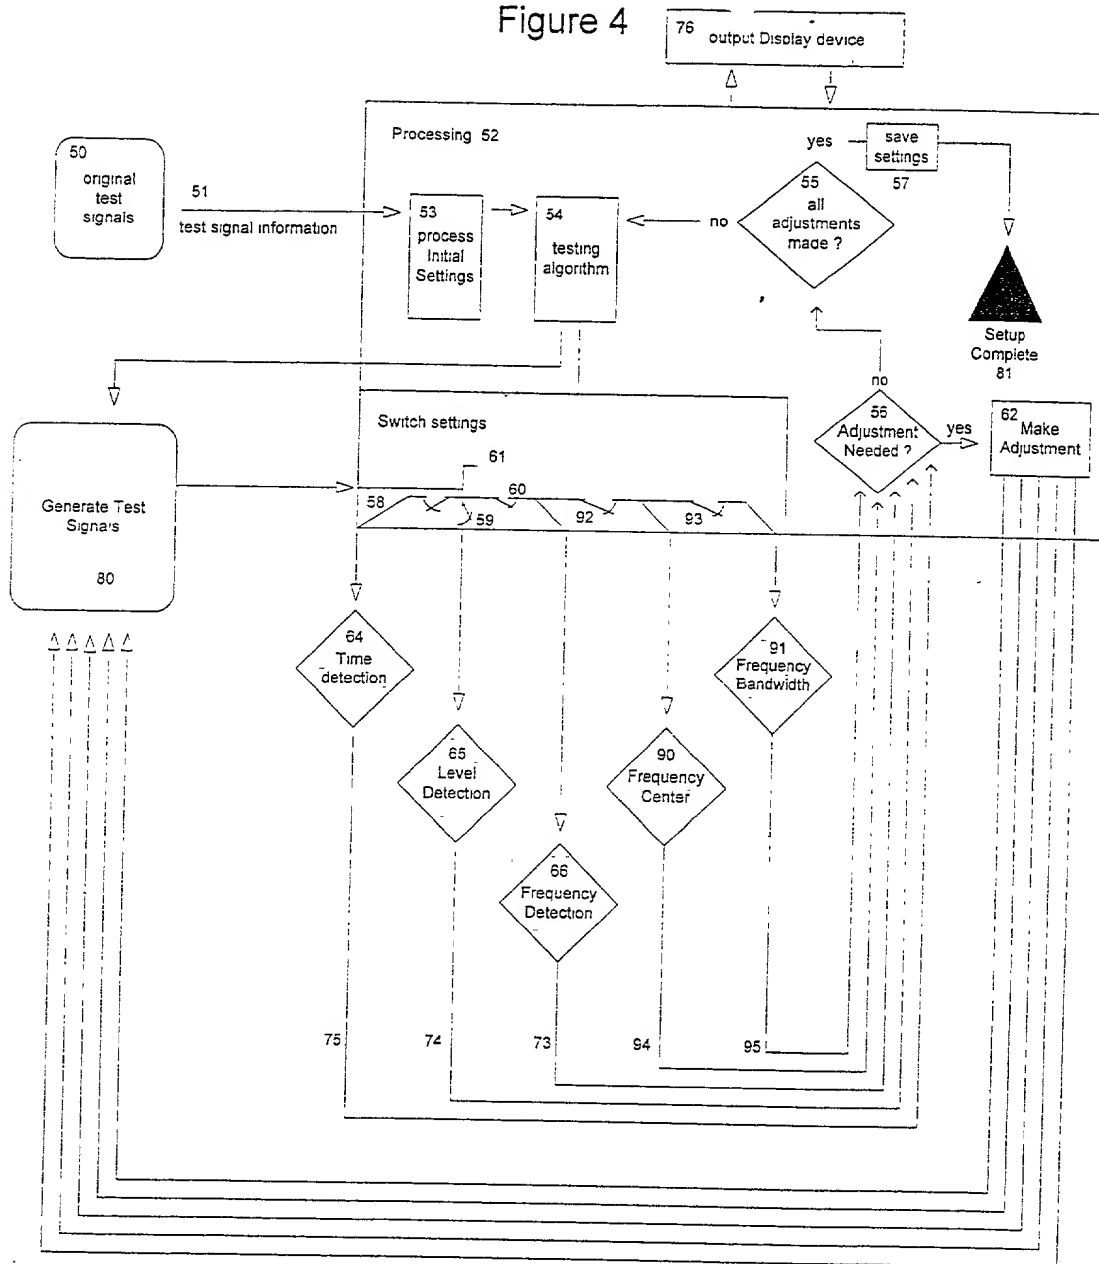 Figure 4
76 output Display device
Processing 52
50
original
test
signals
51
test signal information
53
process
Initial
Settings
54
testing
algorithm
no
55
all
adjustments
made ?
yes
save
settings
57
Setup
Complete
81
no
Adjustment
Needed ?
yes
62 Make
Adjustment
Switch settings
61
58
59
60
92
93
Generate Test
Signals
80
64
Time
detection
65
Level
Detection
66
Frequency
Detection
90
Frequency
Center
91
Frequency
Bandwidth
75
74
73
94
95